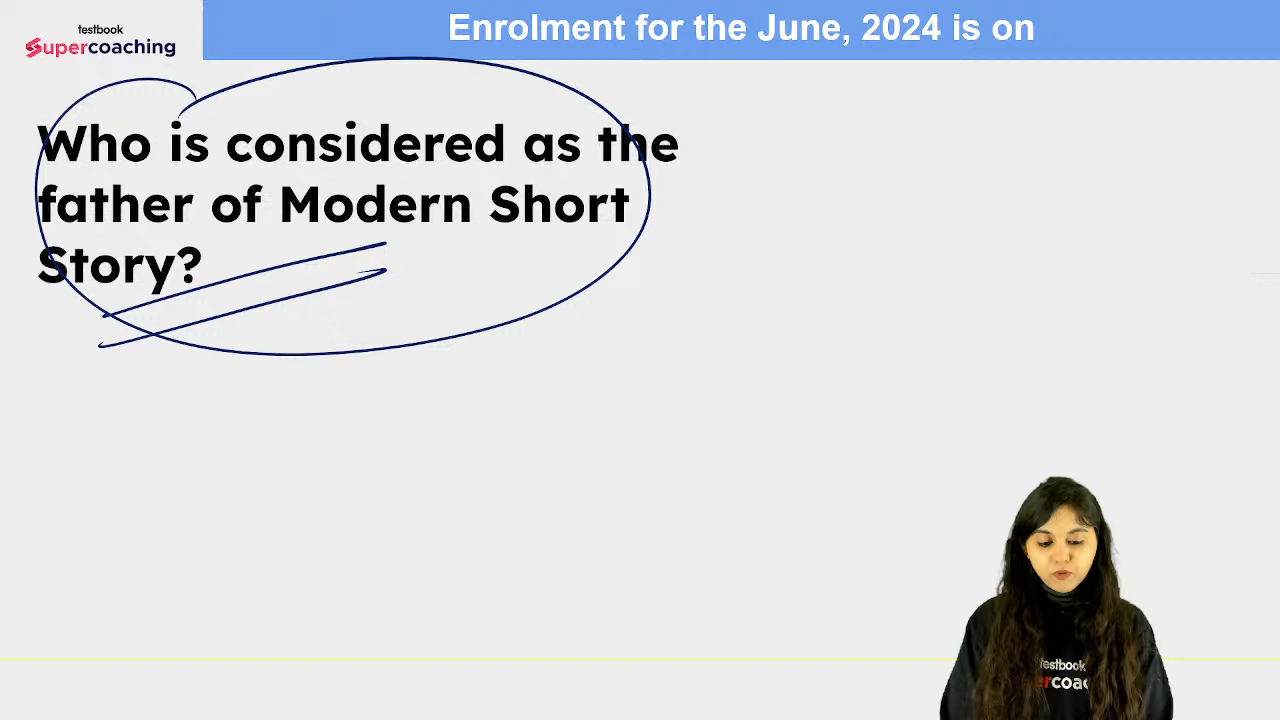 testbook
Supercoaching
Enrolment for the June, 2024 is on
Who is considered as the
father of Modern Short
Story?
testbook